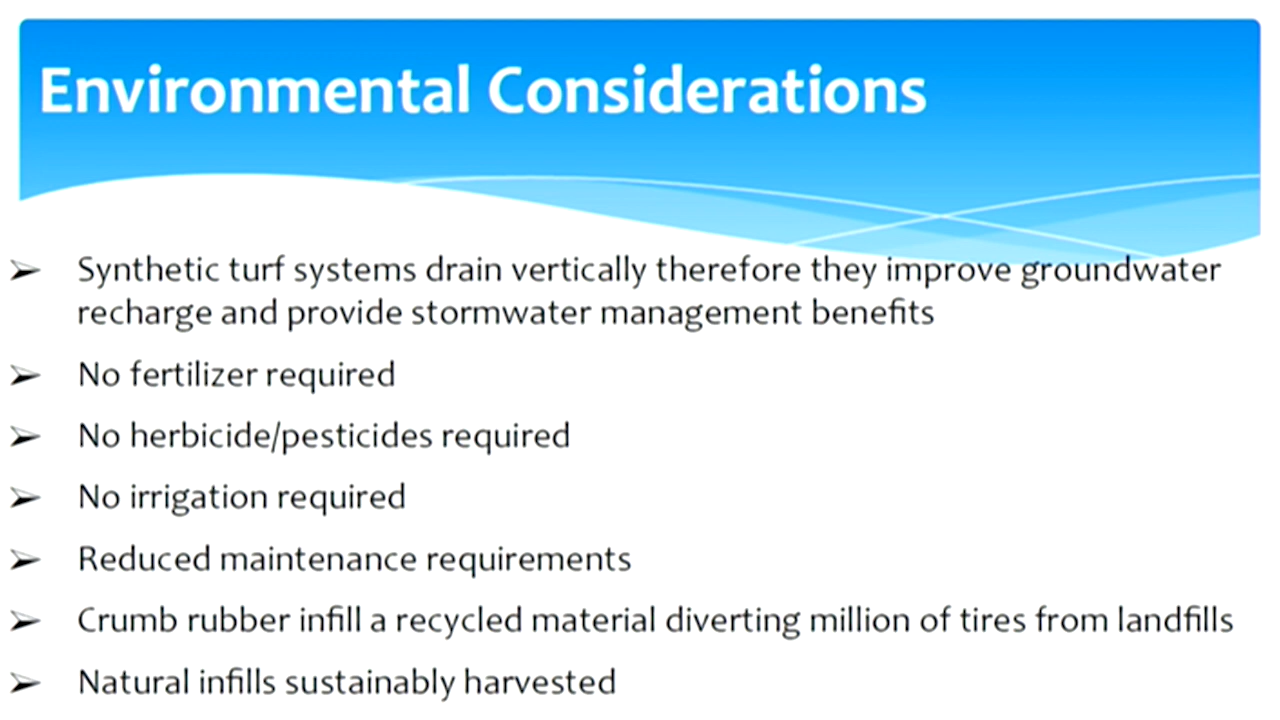 Environmental Considerations
➢ Synthetic turf systems drain vertically therefore they improve groundwater
recharge and provide stormwater management benefits
➢ No fertilizer required
➢ No herbicide/pesticides required
➢ No irrigation required
➢ Reduced maintenance requirements
➢ Crumb rubber infill a recycled material diverting million of tires from landfills
➢ Natural infills sustainably harvested